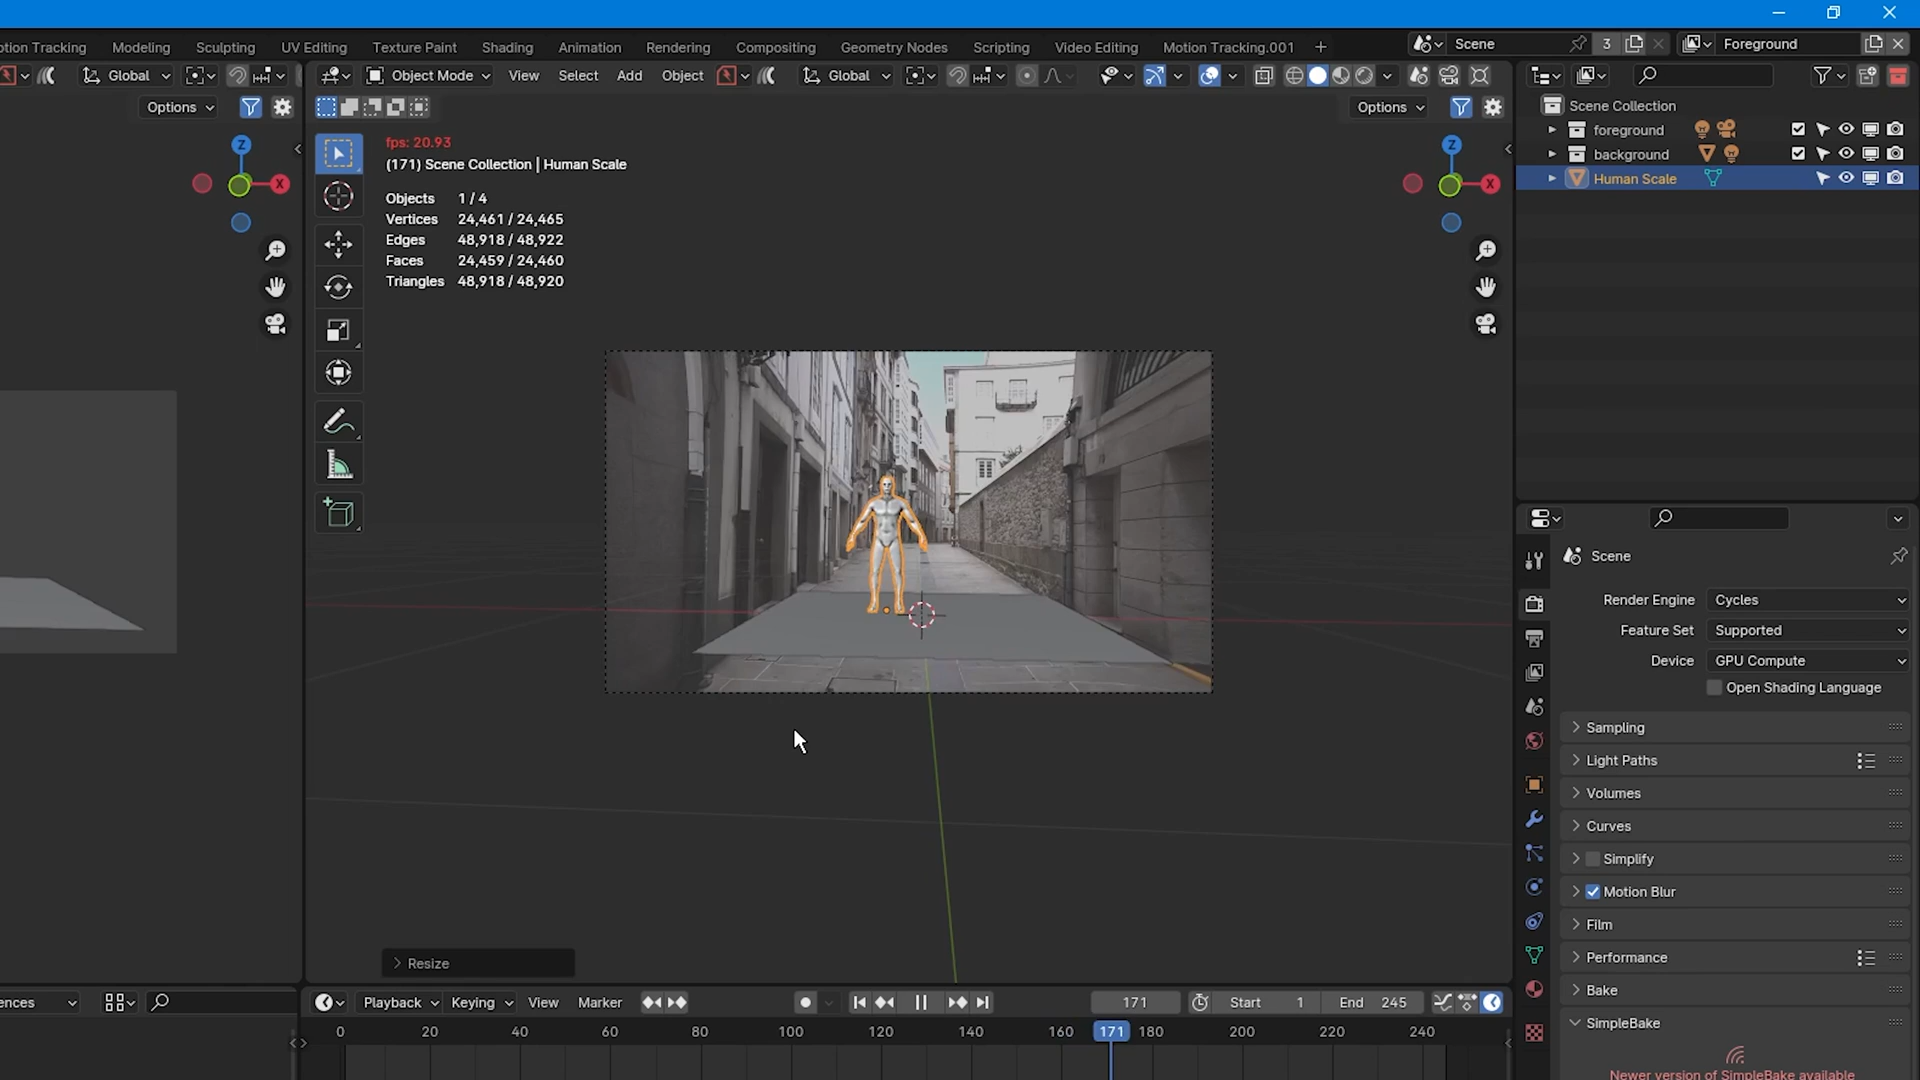 otion Tracking Modeling Sculpting UV Editing Texture Paint Shading Animation Rendering Compositing Geometry Nodes Scripting Video Editing Motion Tracking.001 + Scene 3 Foreground
Global Object Mode View Select Add Object Global
Options Options
Scene Collection
foreground
background
Human Scale
Z X
Z X
fps: 20.93
(171) Scene Collection | Human Scale
Objects 1 / 4
Vertices 24,461 / 24,465
Edges 48,918 / 48,922
Faces 24,459 / 24,460
Triangles 48,918 / 48,920
Scene
Render Engine Cycles
Feature Set Supported
Device GPU Compute
Open Shading Language
Sampling
Light Paths
Volumes
Curves
Simplify
Motion Blur
Film
Performance
Bake
SimpleBake
Newer version of SimpleBake available
Resize
ences Playback Keying View Marker 171 Start 1 End 245
0 20 40 60 80 100 120 140 160 171 180 200 220 240